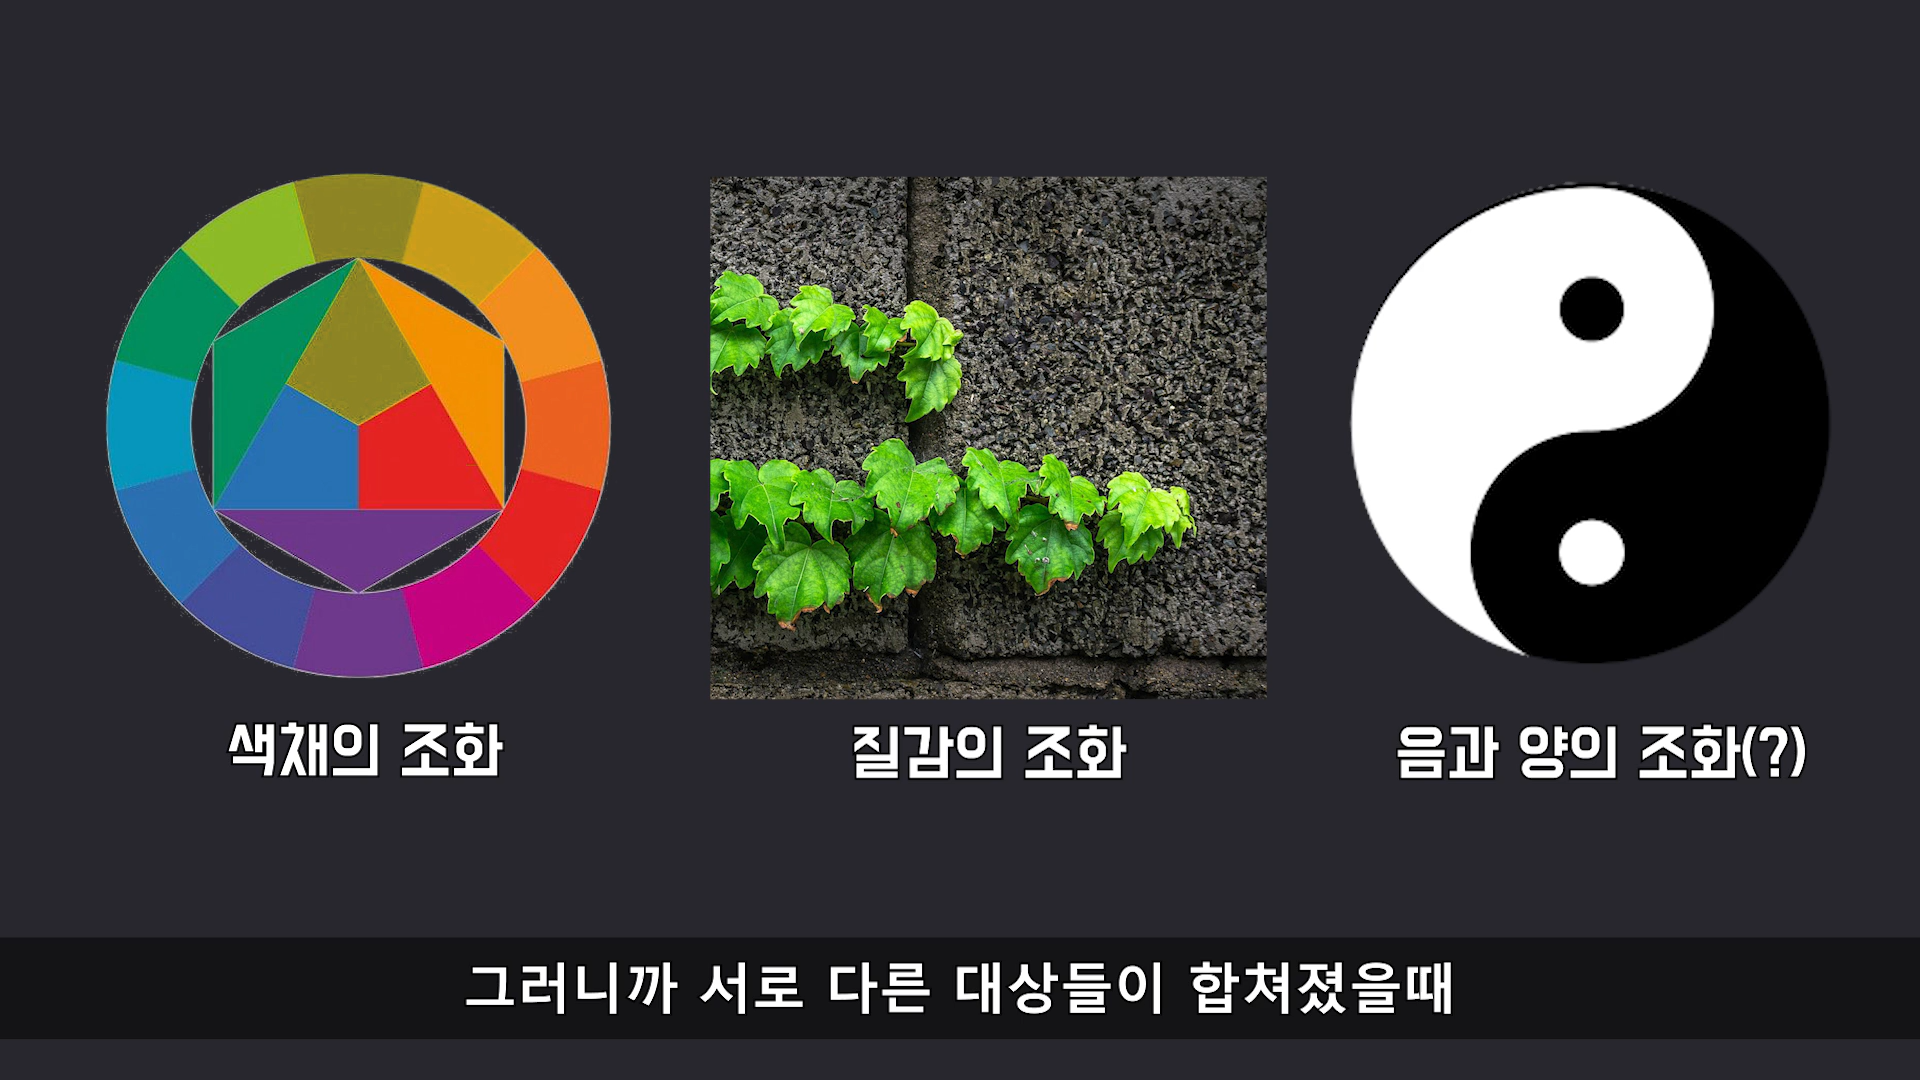 색채의 조화
질감의 조화
음과 양의 조화(?)
그러니까 서로 다른 대상들이 합쳐졌을때